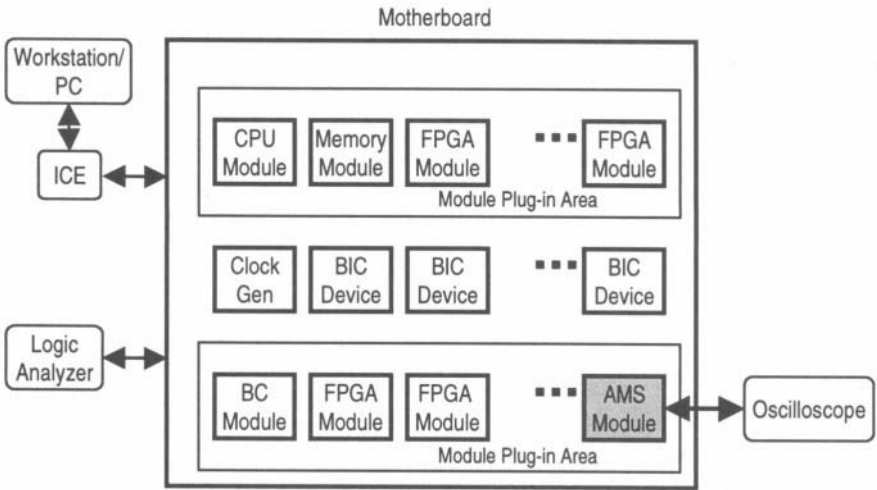 Motherboard
Workstation/
PC
ICE
CPU
Module
Memory
Module
FPGA
Module
FPGA
Module
Module Plug-in Area
Clock
Gen
BIC
Device
BIC
Device
BIC
Device
Logic
Analyzer
BC
Module
FPGA
Module
FPGA
Module
AMS
Module
Module Plug-in Area
Oscilloscope